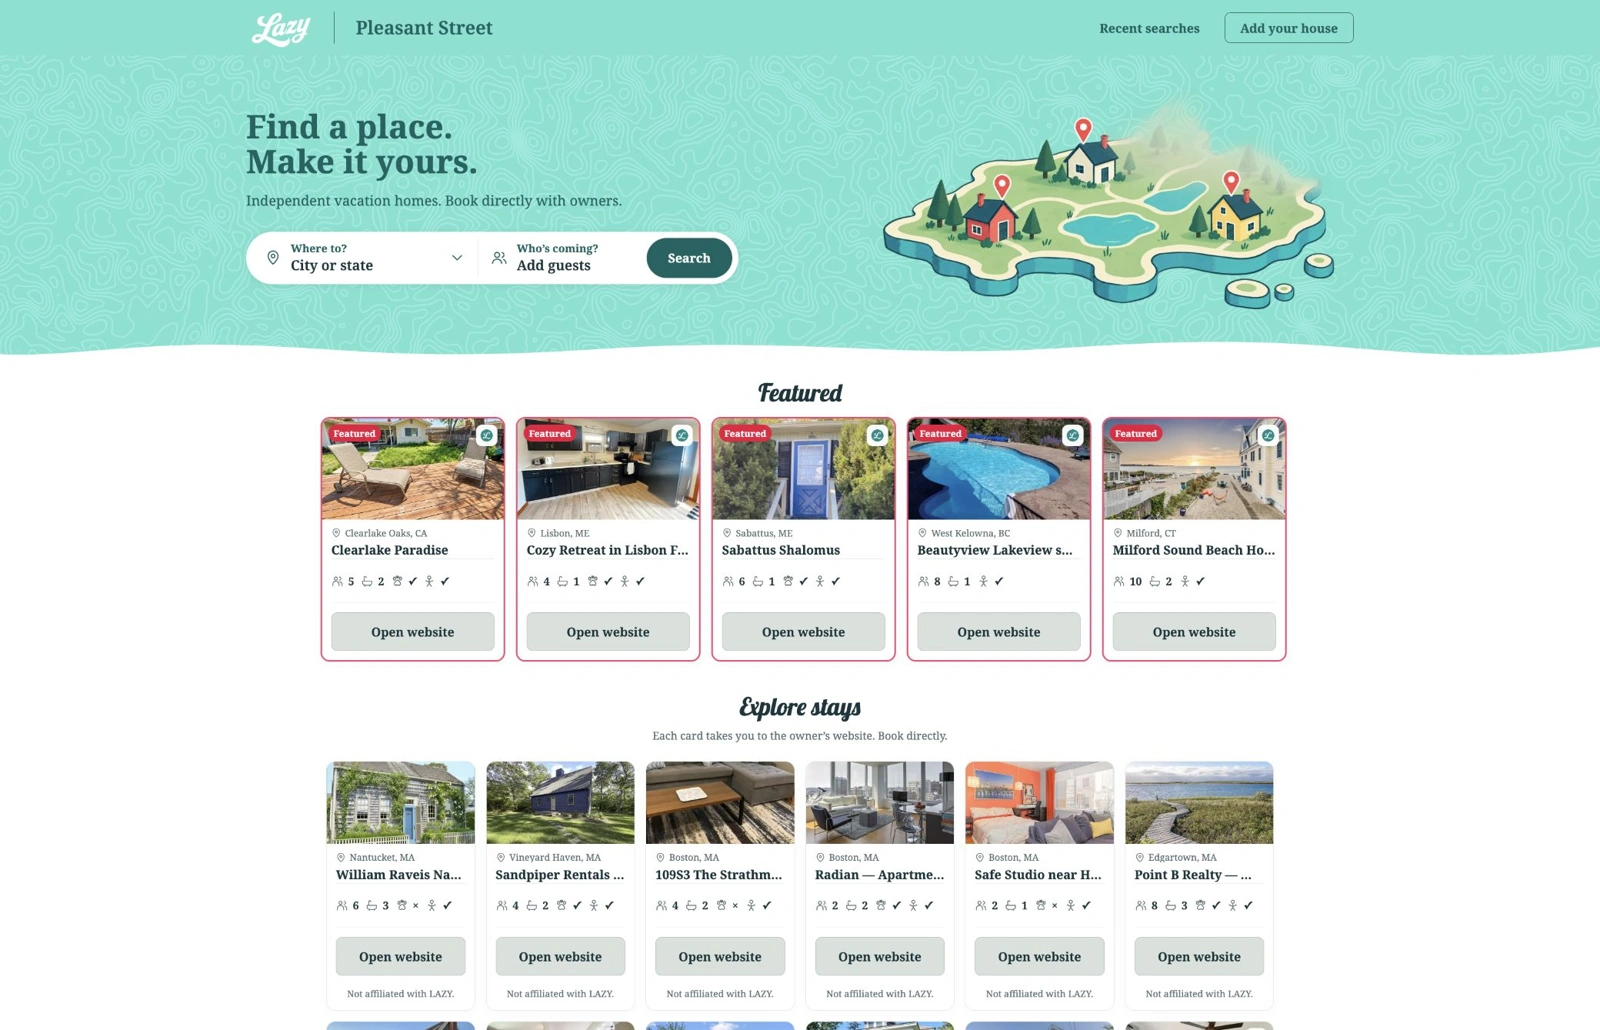 Lazy
Pleasant Street
Recent searches
Add your house
Find a place.
Make it yours.
Independent vacation homes. Book directly with owners.
Where to?
City or state
Who's coming?
Add guests
Search
Featured
Featured
Clearlake Oaks, CA
Clearlake Paradise
5 2 ✓ ✓
Open website
Featured
Lisbon, ME
Cozy Retreat in Lisbon F...
4 1 ✓ ✓
Open website
Featured
Sabattus, ME
Sabattus Shalomus
6 1 ✓ ✓
Open website
Featured
West Kelowna, BC
Beautyview Lakeview s...
8 1 ✓
Open website
Featured
Milford, CT
Milford Sound Beach Ho...
10 2 ✓
Open website
Explore stays
Each card takes you to the owner's website. Book directly.
Nantucket, MA
William Raveis Na...
6 3 × ✓
Open website
Not affiliated with LAZY.
Vineyard Haven, MA
Sandpiper Rentals ...
4 2 ✓ ✓
Open website
Not affiliated with LAZY.
Boston, MA
109S3 The Strathm...
4 2 × ✓
Open website
Not affiliated with LAZY.
Boston, MA
Radian — Apartme...
2 2 ✓ ✓
Open website
Not affiliated with LAZY.
Boston, MA
Safe Studio near H...
2 1 × ✓
Open website
Not affiliated with LAZY.
Edgartown, MA
Point B Realty — ...
8 3 ✓ ✓
Open website
Not affiliated with LAZY.